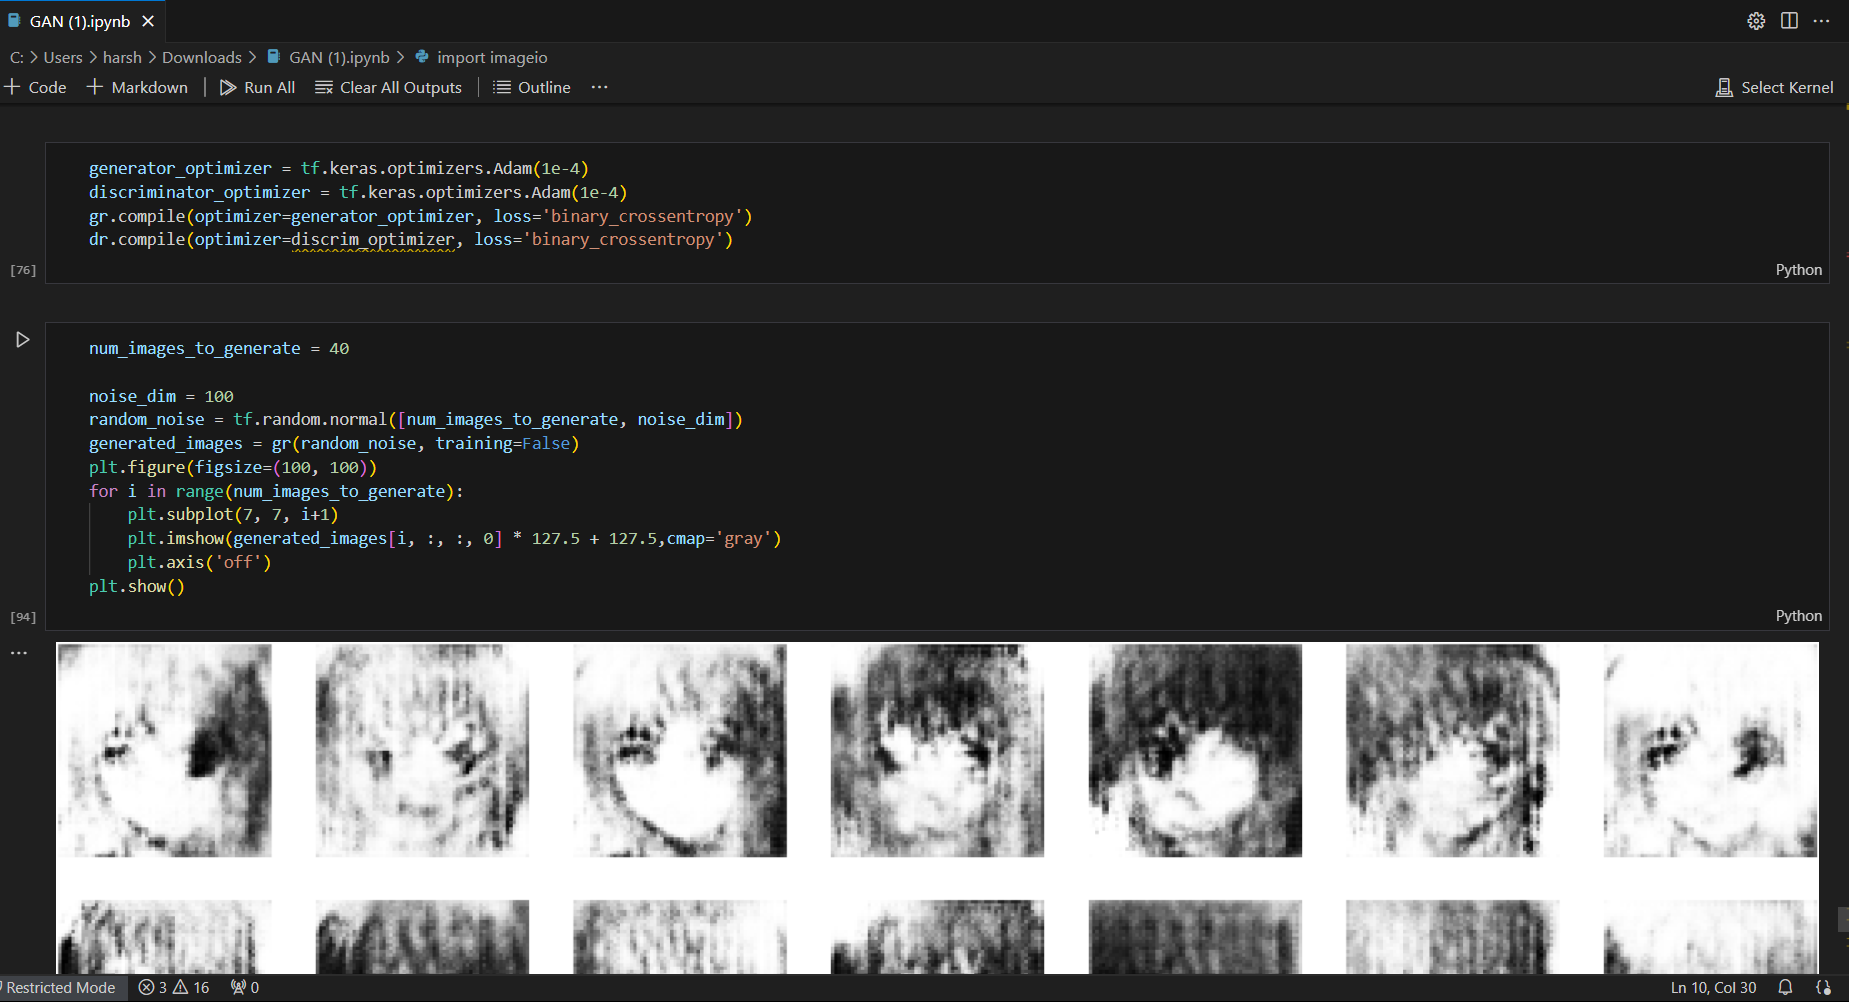 GAN (1).ipynb
C: > Users > harsh > Downloads > GAN (1).ipynb > import imageio
+ Code + Markdown | Run All Clear All Outputs | Outline ... Select Kernel
generator_optimizer = tf.keras.optimizers.Adam(1e-4)
discriminator_optimizer = tf.keras.optimizers.Adam(1e-4)
gr.compile(optimizer=generator_optimizer, loss='binary_crossentropy')
dr.compile(optimizer=discrim_optimizer, loss='binary_crossentropy')
[76] Python
num_images_to_generate = 40
noise_dim = 100
random_noise = tf.random.normal([num_images_to_generate, noise_dim])
generated_images = gr(random_noise, training=False)
plt.figure(figsize=(100, 100))
for i in range(num_images_to_generate):
    plt.subplot(7, 7, i+1)
    plt.imshow(generated_images[i, :, :, 0] * 127.5 + 127.5,cmap='gray')
    plt.axis('off')
plt.show()
[94] Python
Restricted Mode 3 16 0 Ln 10, Col 30